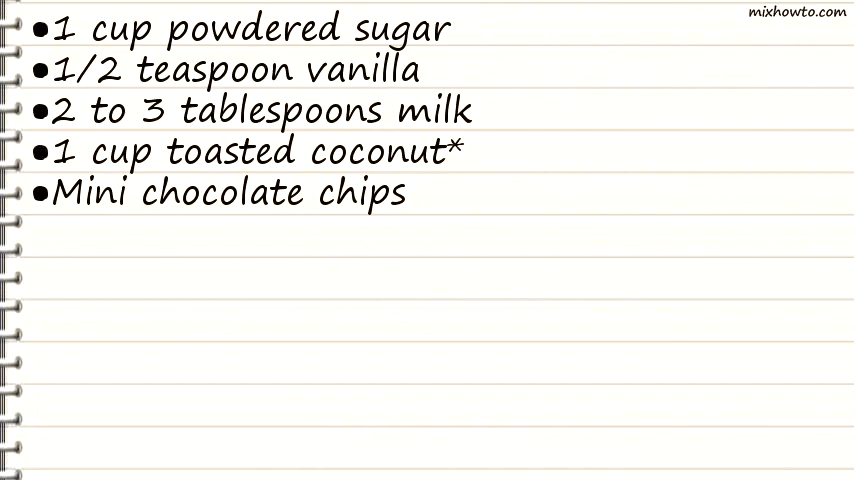 mixhowto.com
•1 cup powdered sugar
•1/2 teaspoon vanilla
•2 to 3 tablespoons milk
•1 cup toasted coconut*
•Mini chocolate chips